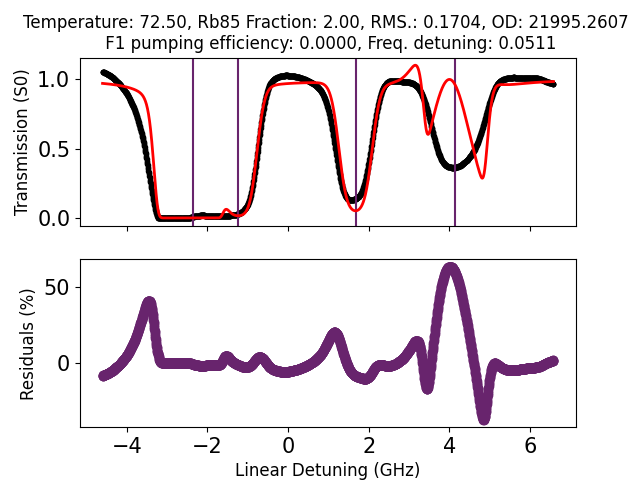 Temperature: 72.50, Rb85 Fraction: 2.00, RMS.: 0.1704, OD: 21995.2607
F1 pumping efficiency: 0.0000, Freq. detuning: 0.0511
Transmission (S0)
1.0
0.5
0.0
Residuals (%)
50
0
−4 −2 0 2 4 6
Linear Detuning (GHz)